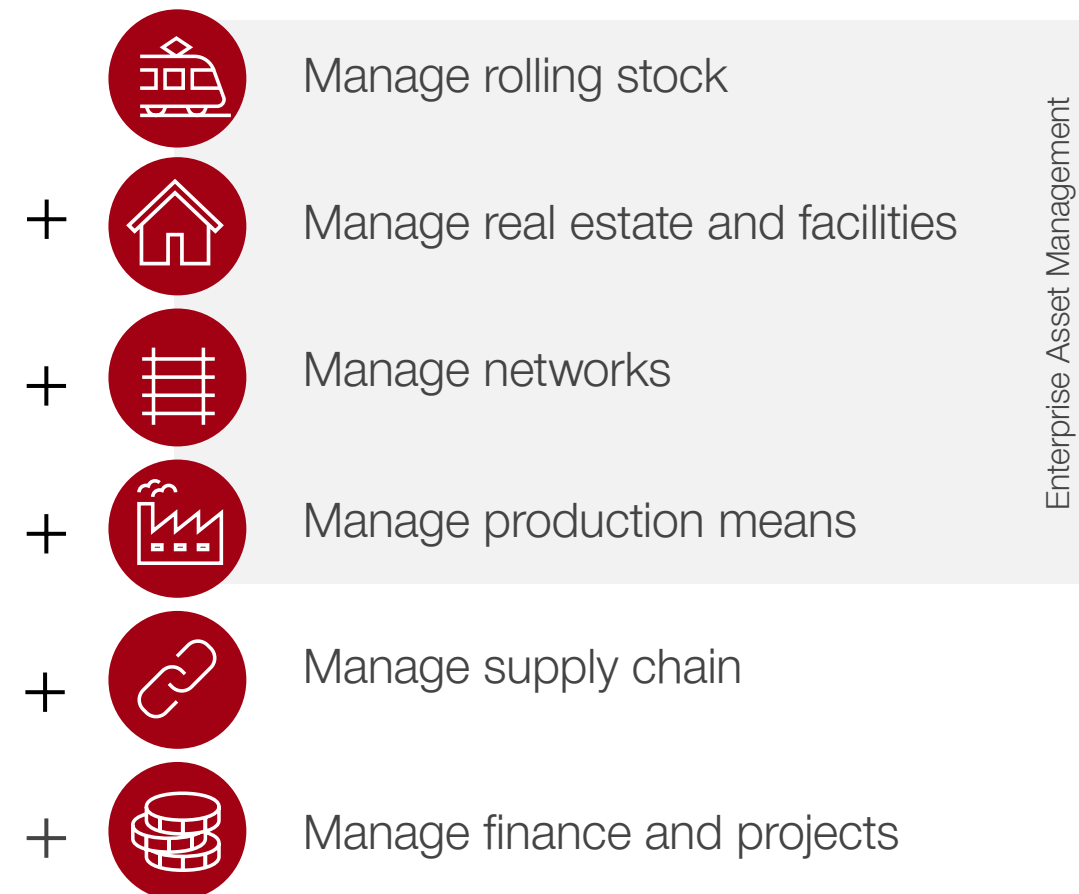 Manage rolling stock
+ Manage real estate and facilities
+ Manage networks
+ Manage production means
+ Manage supply chain
+ Manage finance and projects
Enterprise Asset Management